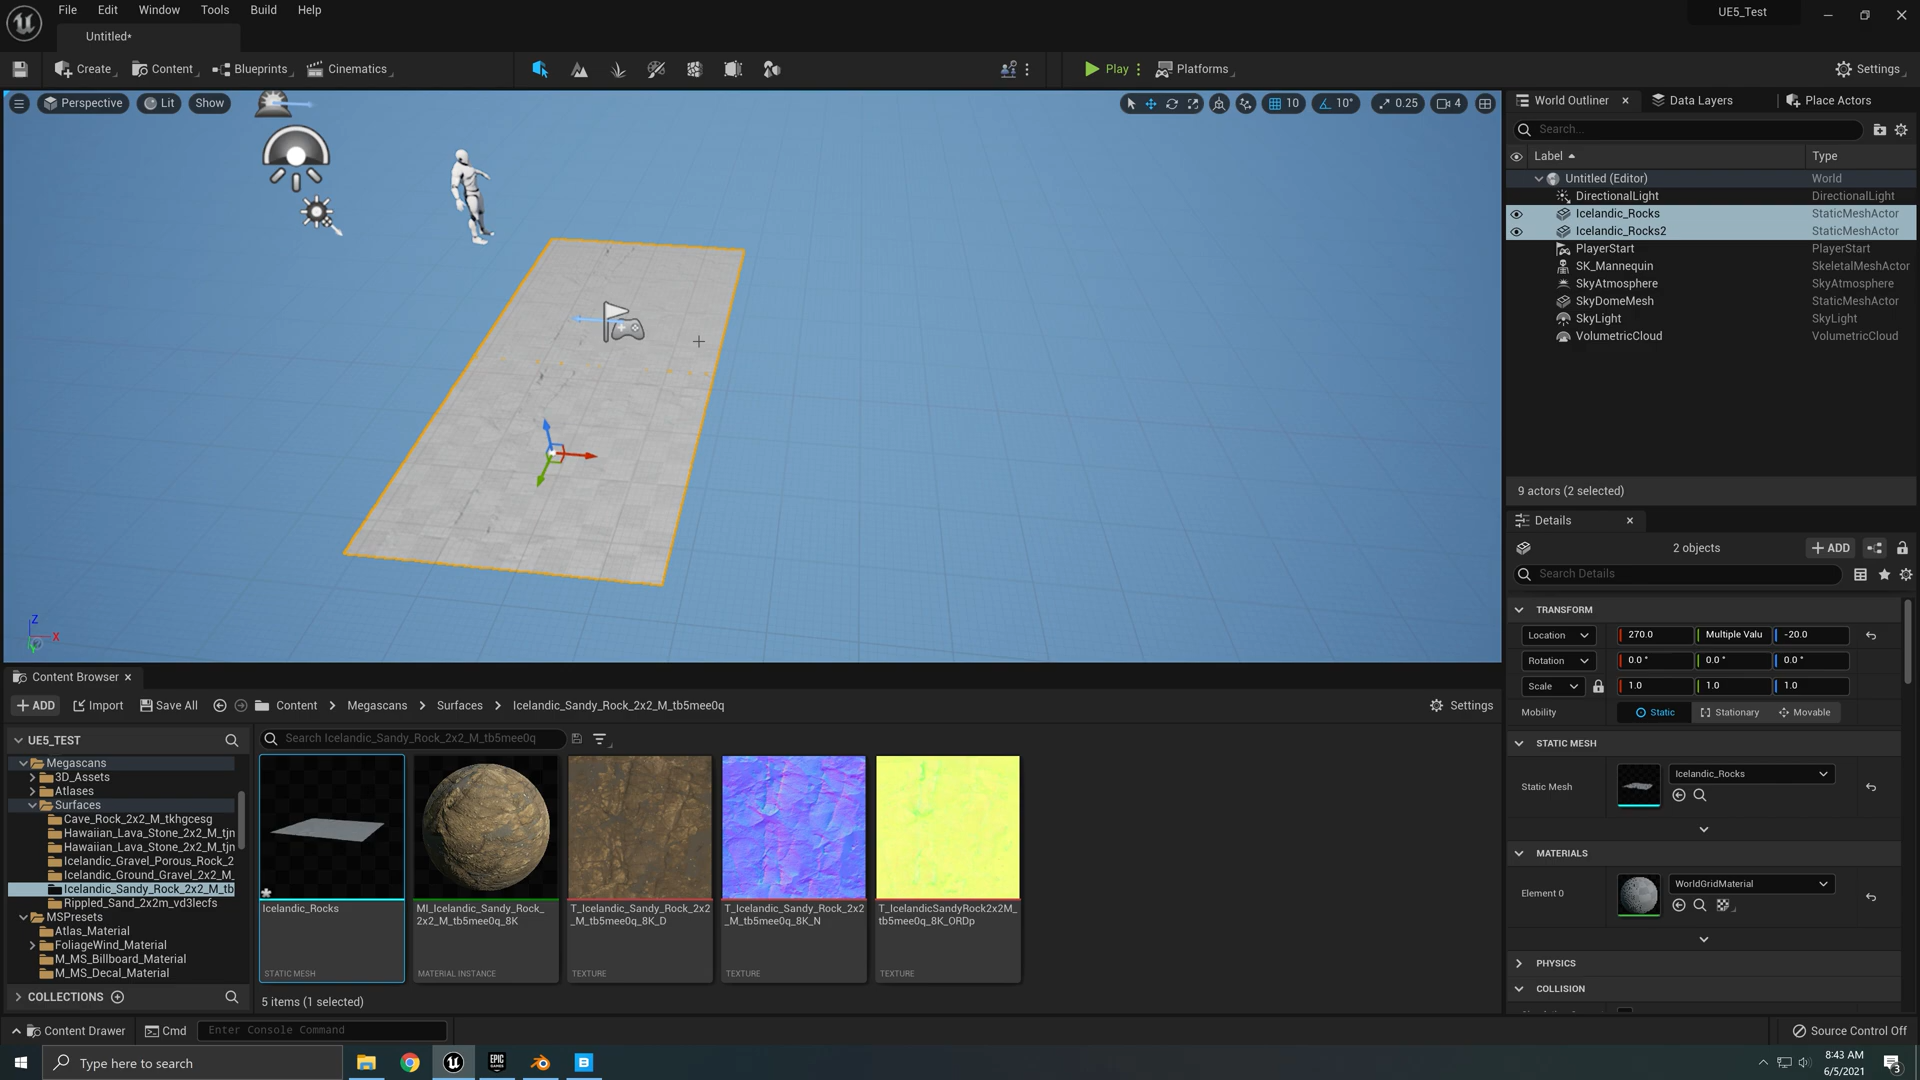 File Edit Window Tools Build Help
UE5_Test
Untitled*
Create Content Blueprints Cinematics Play Platforms Settings
Perspective Lit Show
10 10° 0.25 4
World Outliner Data Layers Place Actors
Search...
Label Type
Untitled (Editor) World
DirectionalLight DirectionalLight
Icelandic_Rocks StaticMeshActor
Icelandic_Rocks2 StaticMeshActor
PlayerStart PlayerStart
SK_Mannequin SkeletalMeshActor
SkyAtmosphere SkyAtmosphere
SkyDomeMesh StaticMeshActor
SkyLight SkyLight
VolumetricCloud VolumetricCloud
9 actors (2 selected)
Details
2 objects
ADD
Search Details
TRANSFORM
Location 270.0 Multiple Valu -20.0
Rotation 0.0 ° 0.0 ° 0.0 °
Scale 1.0 1.0 1.0
Mobility Static Stationary Movable
STATIC MESH
Static Mesh
Icelandic_Rocks
MATERIALS
Element 0
WorldGridMaterial
PHYSICS
COLLISION
Z
X
Content Browser
ADD Import Save All Content Megascans Surfaces Icelandic_Sandy_Rock_2x2_M_tb5mee0q Settings
UE5_TEST
Search Icelandic_Sandy_Rock_2x2_M_tb5mee0q
Megascans
3D_Assets
Atlases
Surfaces
Cave_Rock_2x2_M_tkhgcesg
Hawaiian_Lava_Stone_2x2_M_tjn
Hawaiian_Lava_Stone_2x2_M_tjn
Icelandic_Gravel_Porous_Rock_2
Icelandic_Ground_Gravel_2x2_M_
Icelandic_Sandy_Rock_2x2_M_tb
Rippled_Sand_2x2m_vd3lecfs
MSPresets
Atlas_Material
FoliageWind_Material
M_MS_Billboard_Material
M_MS_Decal_Material
COLLECTIONS
Icelandic_Rocks
STATIC MESH
MI_Icelandic_Sandy_Rock_
2x2_M_tb5mee0q_8K
MATERIAL INSTANCE
T_Icelandic_Sandy_Rock_2x2
_M_tb5mee0q_8K_D
TEXTURE
T_Icelandic_Sandy_Rock_2x2
_M_tb5mee0q_8K_N
TEXTURE
T_IcelandicSandyRock2x2M_
tb5mee0q_8K_ORDp
TEXTURE
5 items (1 selected)
Content Drawer Cmd Enter Console Command Source Control Off
Type here to search
EPIC
GAMES
B
8:43 AM
6/5/2021
3